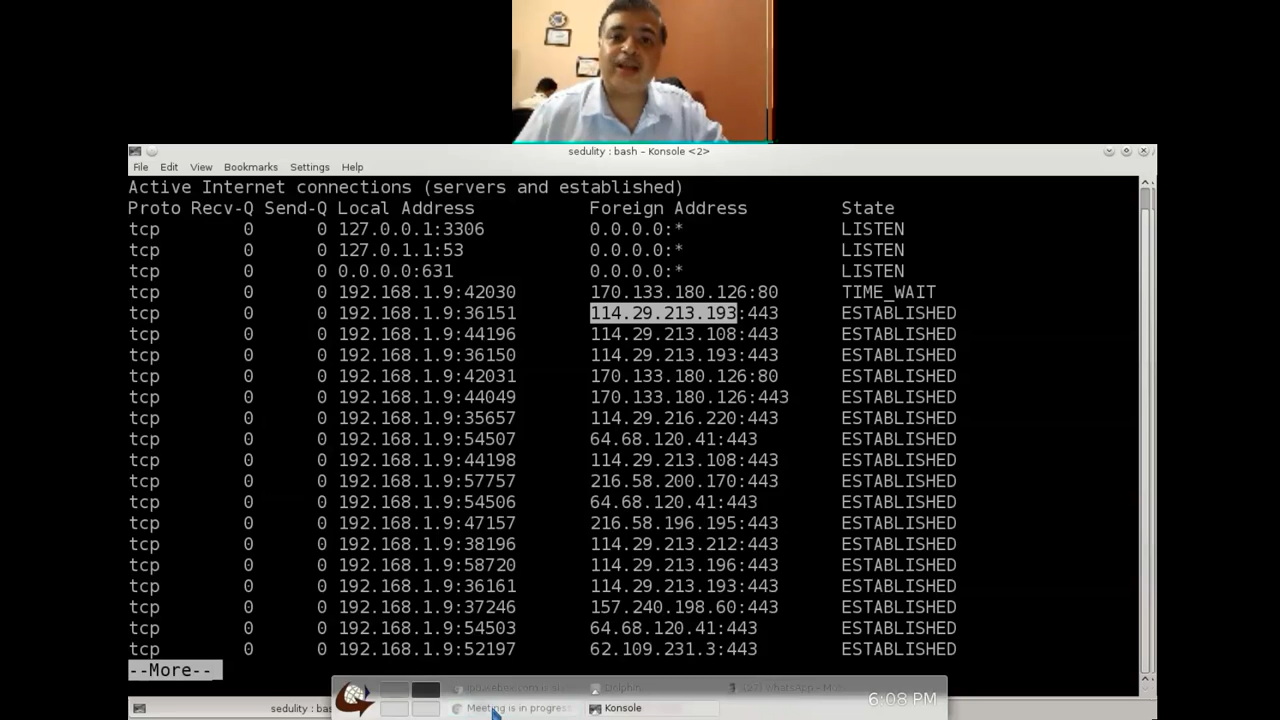 sedulity : bash - Konsole <2>
File Edit View Bookmarks Settings Help
Active Internet connections (servers and established)
Proto Recv-Q Send-Q Local Address Foreign Address State
tcp 0 0 127.0.0.1:3306 0.0.0.0:* LISTEN
tcp 0 0 127.0.1.1:53 0.0.0.0:* LISTEN
tcp 0 0 0.0.0.0:631 0.0.0.0:* LISTEN
tcp 0 0 192.168.1.9:42030 170.133.180.126:80 TIME_WAIT
tcp 0 0 192.168.1.9:36151 114.29.213.193:443 ESTABLISHED
tcp 0 0 192.168.1.9:44196 114.29.213.108:443 ESTABLISHED
tcp 0 0 192.168.1.9:36150 114.29.213.193:443 ESTABLISHED
tcp 0 0 192.168.1.9:42031 170.133.180.126:80 ESTABLISHED
tcp 0 0 192.168.1.9:44049 170.133.180.126:443 ESTABLISHED
tcp 0 0 192.168.1.9:35657 114.29.216.220:443 ESTABLISHED
tcp 0 0 192.168.1.9:54507 64.68.120.41:443 ESTABLISHED
tcp 0 0 192.168.1.9:44198 114.29.213.108:443 ESTABLISHED
tcp 0 0 192.168.1.9:57757 216.58.200.170:443 ESTABLISHED
tcp 0 0 192.168.1.9:54506 64.68.120.41:443 ESTABLISHED
tcp 0 0 192.168.1.9:47157 216.58.196.195:443 ESTABLISHED
tcp 0 0 192.168.1.9:38196 114.29.213.212:443 ESTABLISHED
tcp 0 0 192.168.1.9:58720 114.29.213.196:443 ESTABLISHED
tcp 0 0 192.168.1.9:36161 114.29.213.193:443 ESTABLISHED
tcp 0 0 192.168.1.9:37246 157.240.198.60:443 ESTABLISHED
tcp 0 0 192.168.1.9:54503 64.68.120.41:443 ESTABLISHED
tcp 0 0 192.168.1.9:52197 62.109.231.3:443 ESTABLISHED
--More--
Dolphin WhatsApp
sedulity : bas Meeting is in progress Konsole 6:08 PM